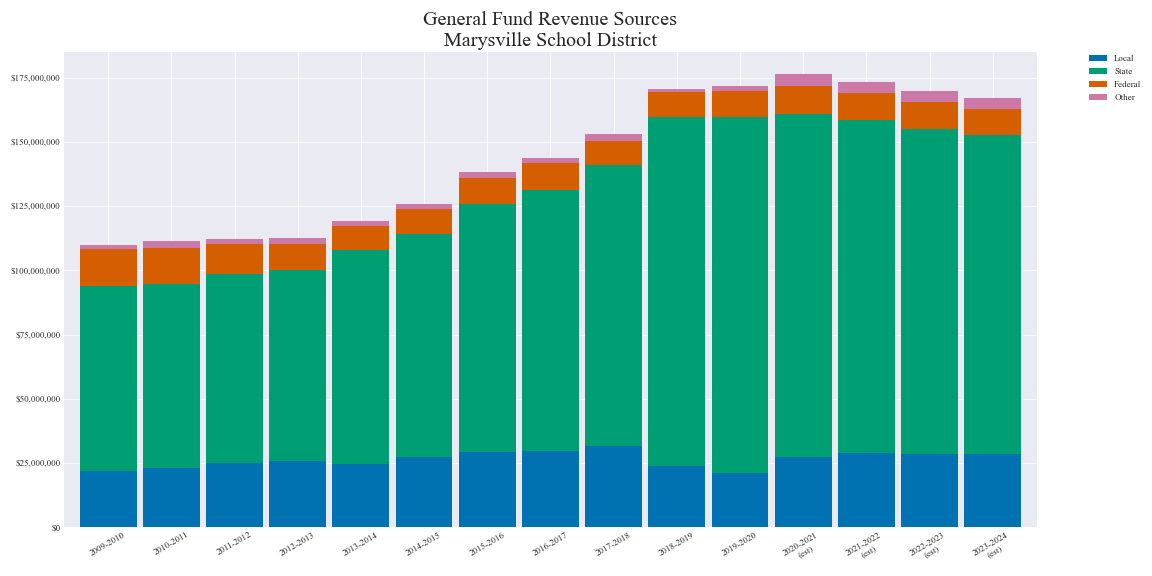 General Fund Revenue Sources
Marysville School District
Local
State
Federal
Other
$175,000,000
$150,000,000
$125,000,000
$100,000,000
$75,000,000
$50,000,000
$25,000,000
$0
2009-2010
2010-2011
2011-2012
2012-2013
2013-2014
2014-2015
2015-2016
2016-2017
2017-2018
2018-2019
2019-2020
2020-2021
(est)
2021-2022
(est)
2022-2023
(est)
2023-2024
(est)